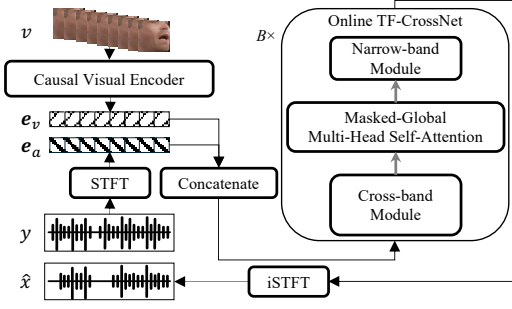 v
Causal Visual Encoder
e_v
e_a
STFT
Concatenate
y
x̂
iSTFT
B×
Online TF-CrossNet
Narrow-band
Module
Masked-Global
Multi-Head Self-Attention
Cross-band
Module